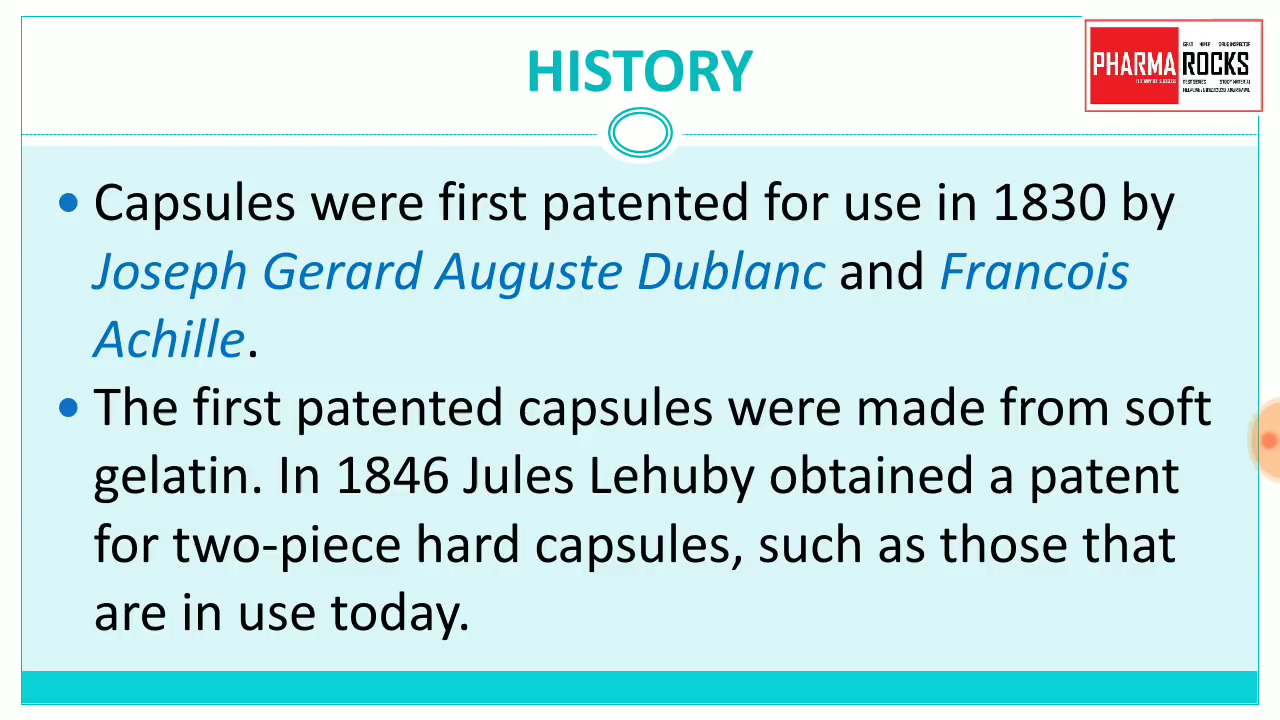 HISTORY
PHARMA ROCKS
• Capsules were first patented for use in 1830 by
Joseph Gerard Auguste Dublanc and Francois
Achille.
• The first patented capsules were made from soft
gelatin. In 1846 Jules Lehuby obtained a patent
for two-piece hard capsules, such as those that
are in use today.